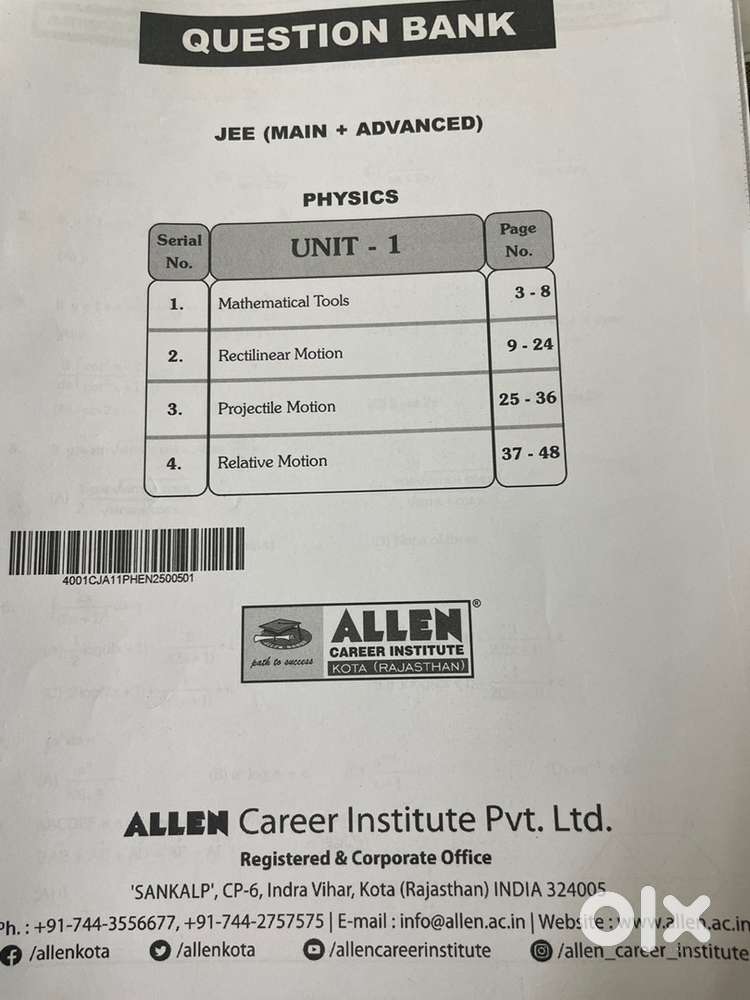 QUESTION BANK
JEE (MAIN + ADVANCED)
PHYSICS
Serial No. UNIT - 1 Page No.
1. Mathematical Tools 3 - 8
2. Rectilinear Motion 9 - 24
3. Projectile Motion 25 - 36
4. Relative Motion 37 - 48
4001CJA11PHEN2500501
ALLEN ®
CAREER INSTITUTE
path to success KOTA (RAJASTHAN)
ALLEN Career Institute Pvt. Ltd.
Registered & Corporate Office
'SANKALP', CP-6, Indra Vihar, Kota (Rajasthan) INDIA 324005
Ph. : +91-744-3556677, +91-744-2757575 | E-mail : info@allen.ac.in | Website : www.allen.ac.in
/allenkota /allenkota /allencareerinstitute /allen_career_institute
olx